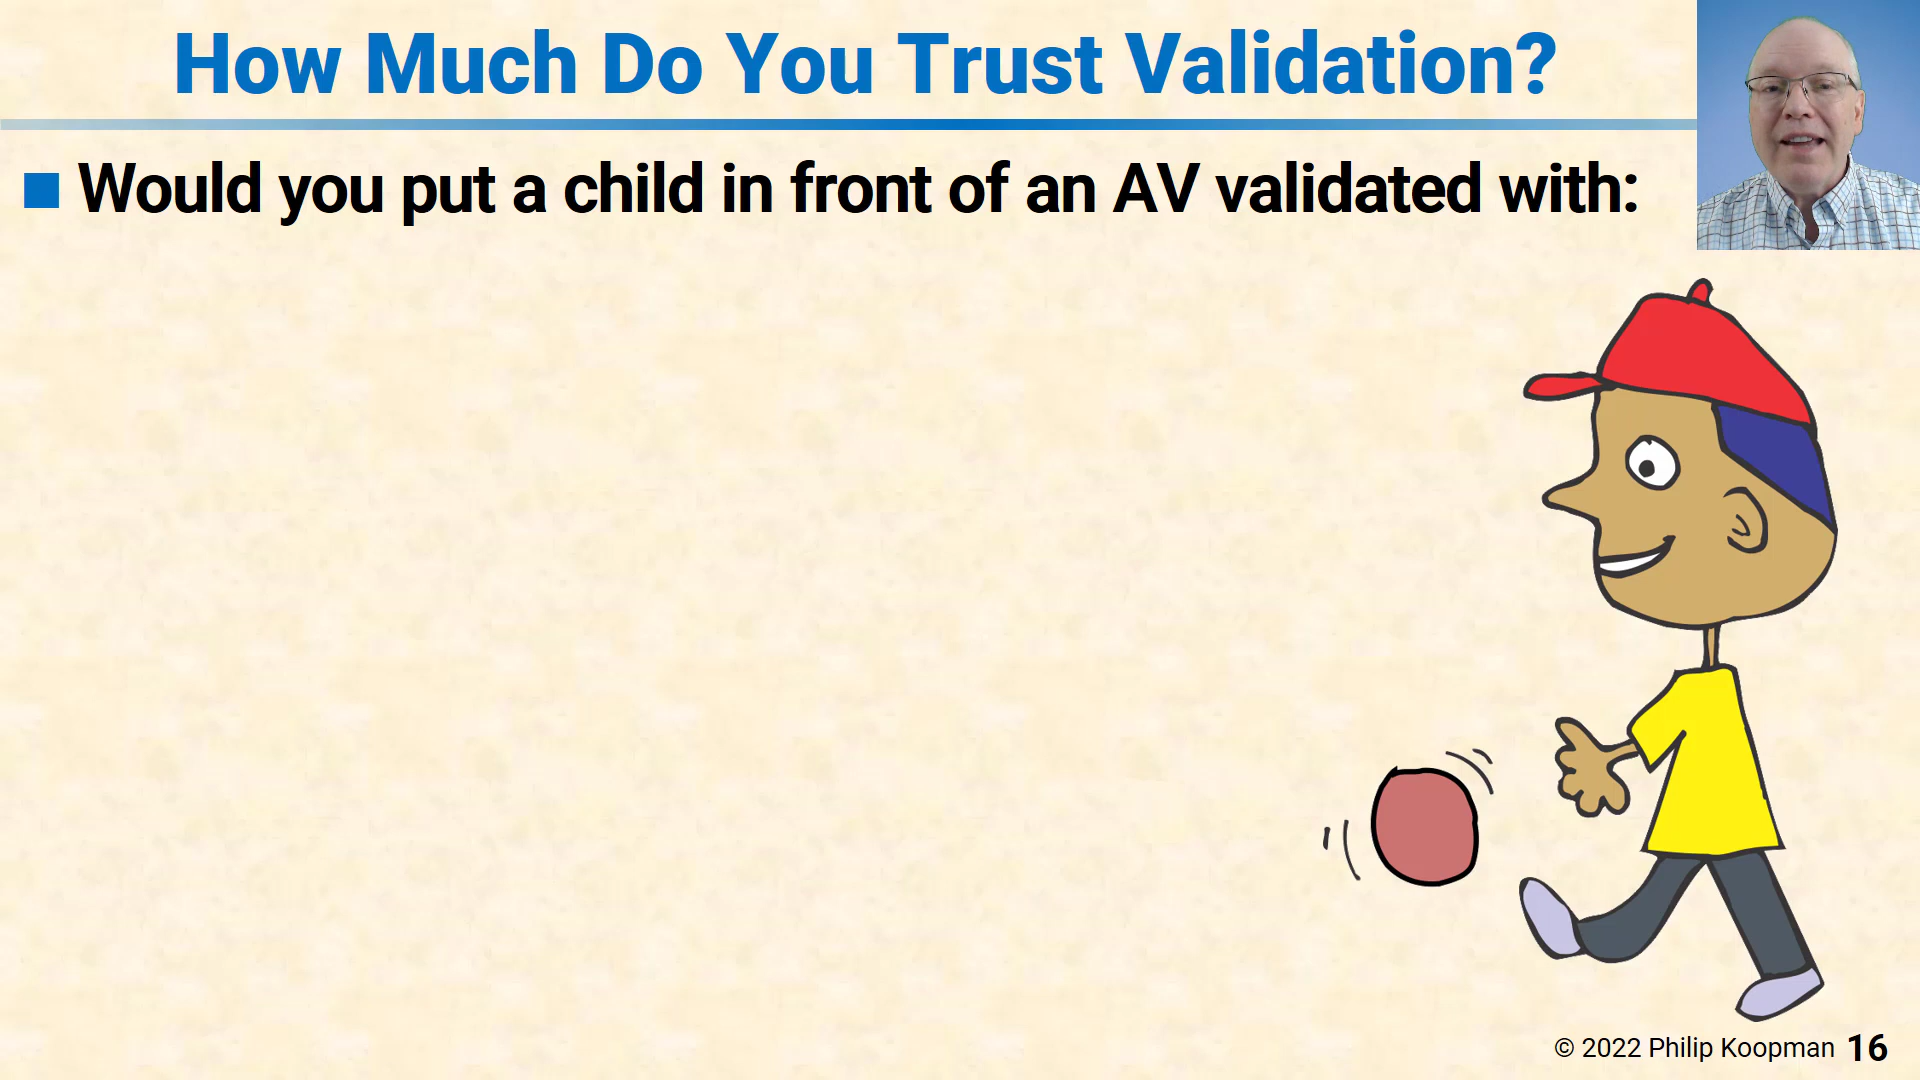 How Much Do You Trust Validation?
Would you put a child in front of an AV validated with:
© 2022 Philip Koopman 16